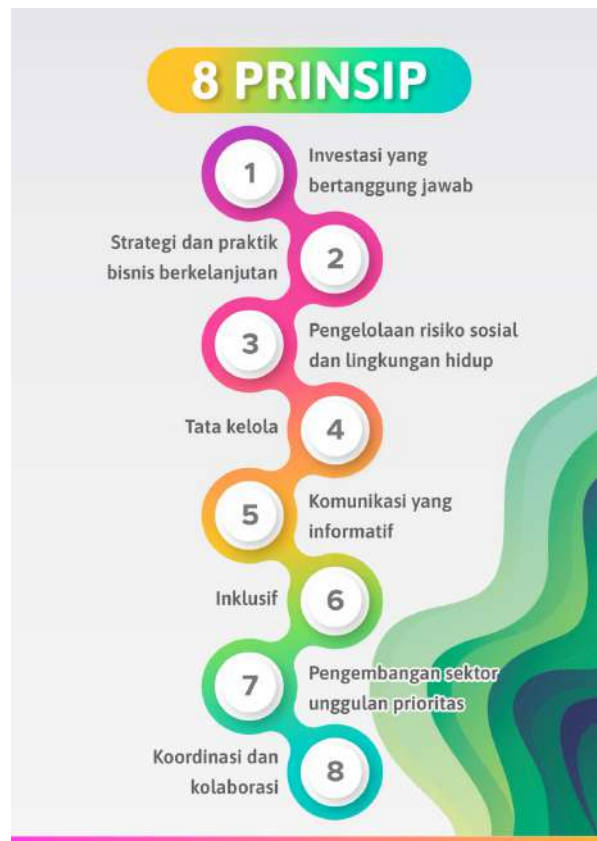 8 PRINSIP
1
Investasi yang
bertanggung jawab
Strategi dan praktik
bisnis berkelanjutan
2
3
Pengelolaan risiko sosial
dan lingkungan hidup
Tata kelola
4
5
Komunikasi yang
informatif
Inklusif
6
7
Pengembangan sektor
unggulan prioritas
Koordinasi dan
kolaborasi
8